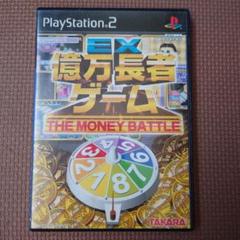 PlayStation 2
EX
億万長者
ゲーム
THE MONEY BATTLE
TAKARA